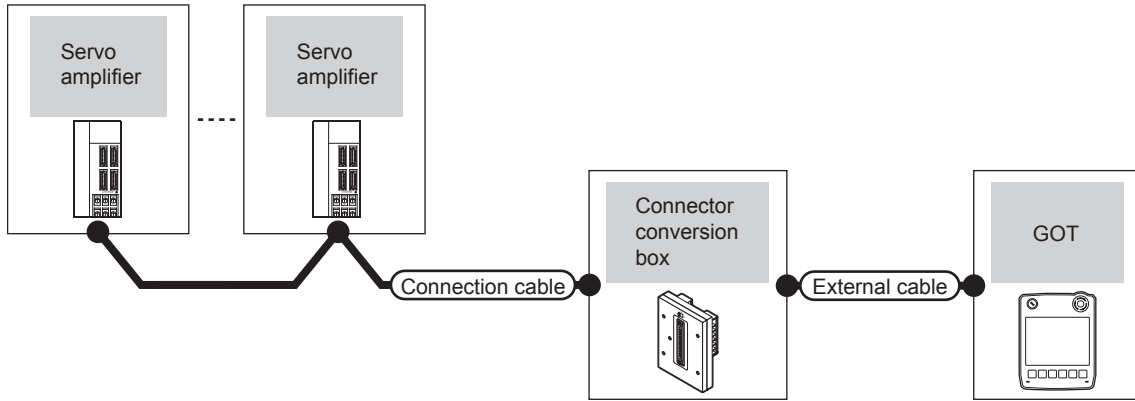 Servo
amplifier
Servo
amplifier
Connector
conversion
box
GOT
Connection cable
External cable